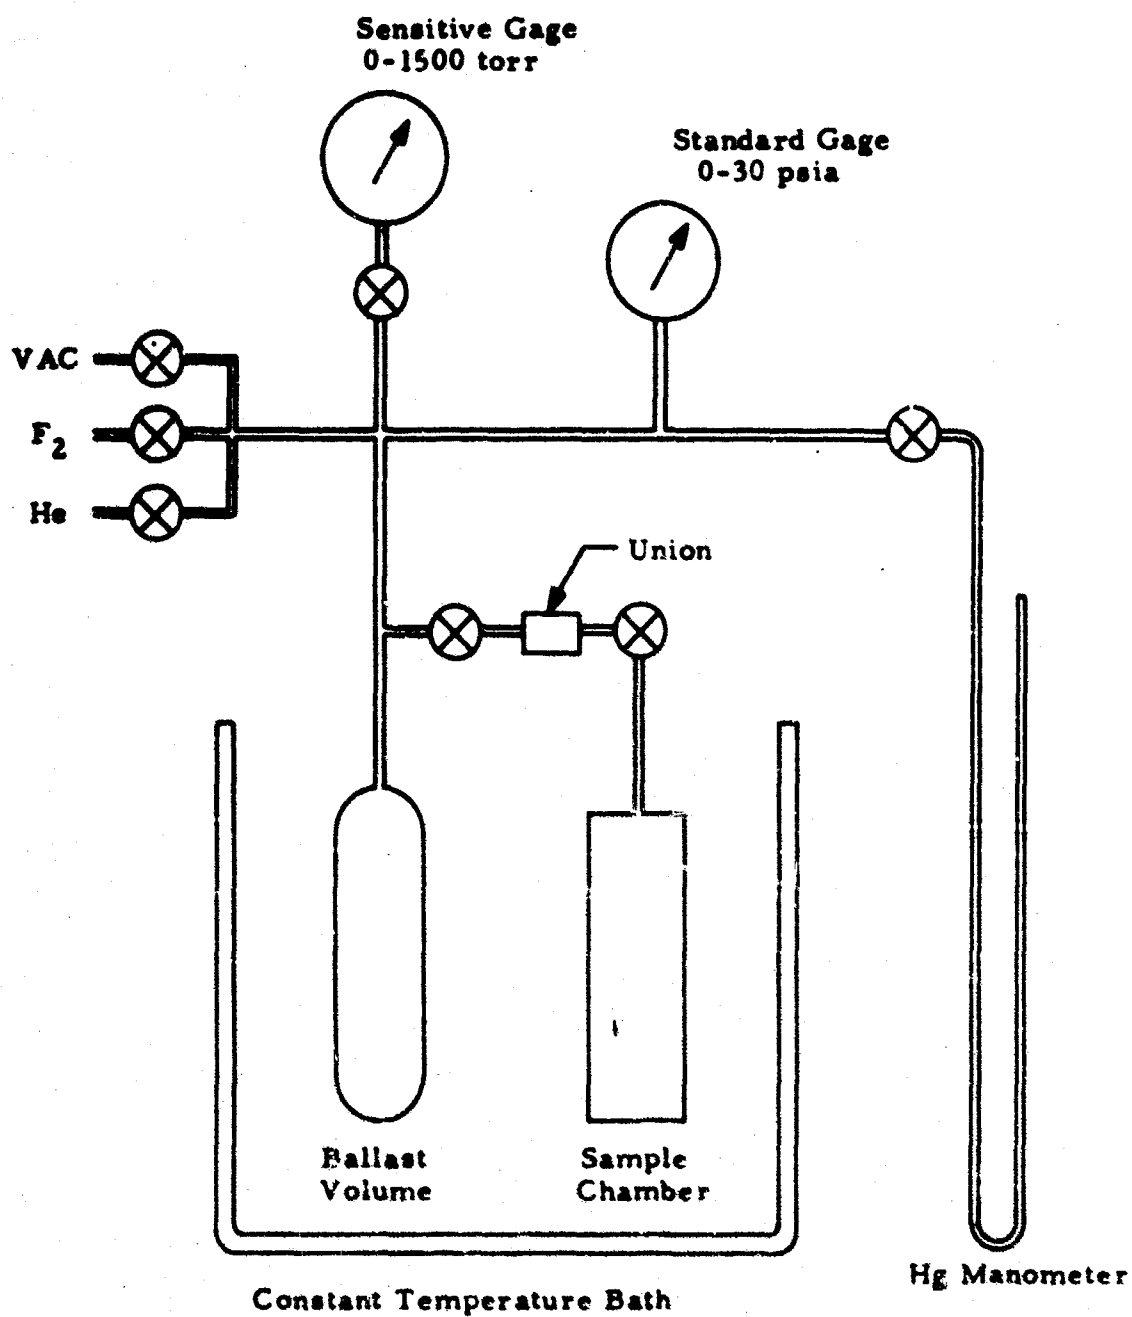 Sensitive Gage
0-1500 torr
Standard Gage
0-30 psia
VAC
F2
He
Union
Ballast
Volume
Sample
Chamber
Hg Manometer
Constant Temperature Bath